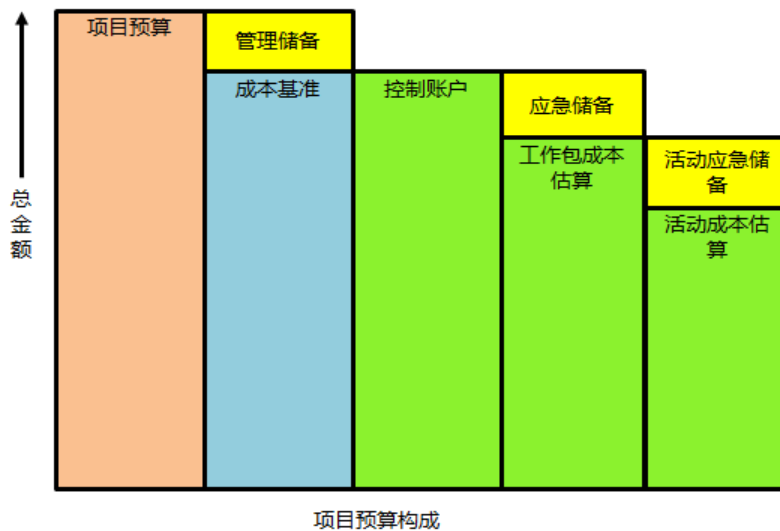 项目预算
管理储备
成本基准
控制账户
应急储备
工作包成本
估算
活动应急储
备
活动成本估
算
总
金
额
项目预算构成